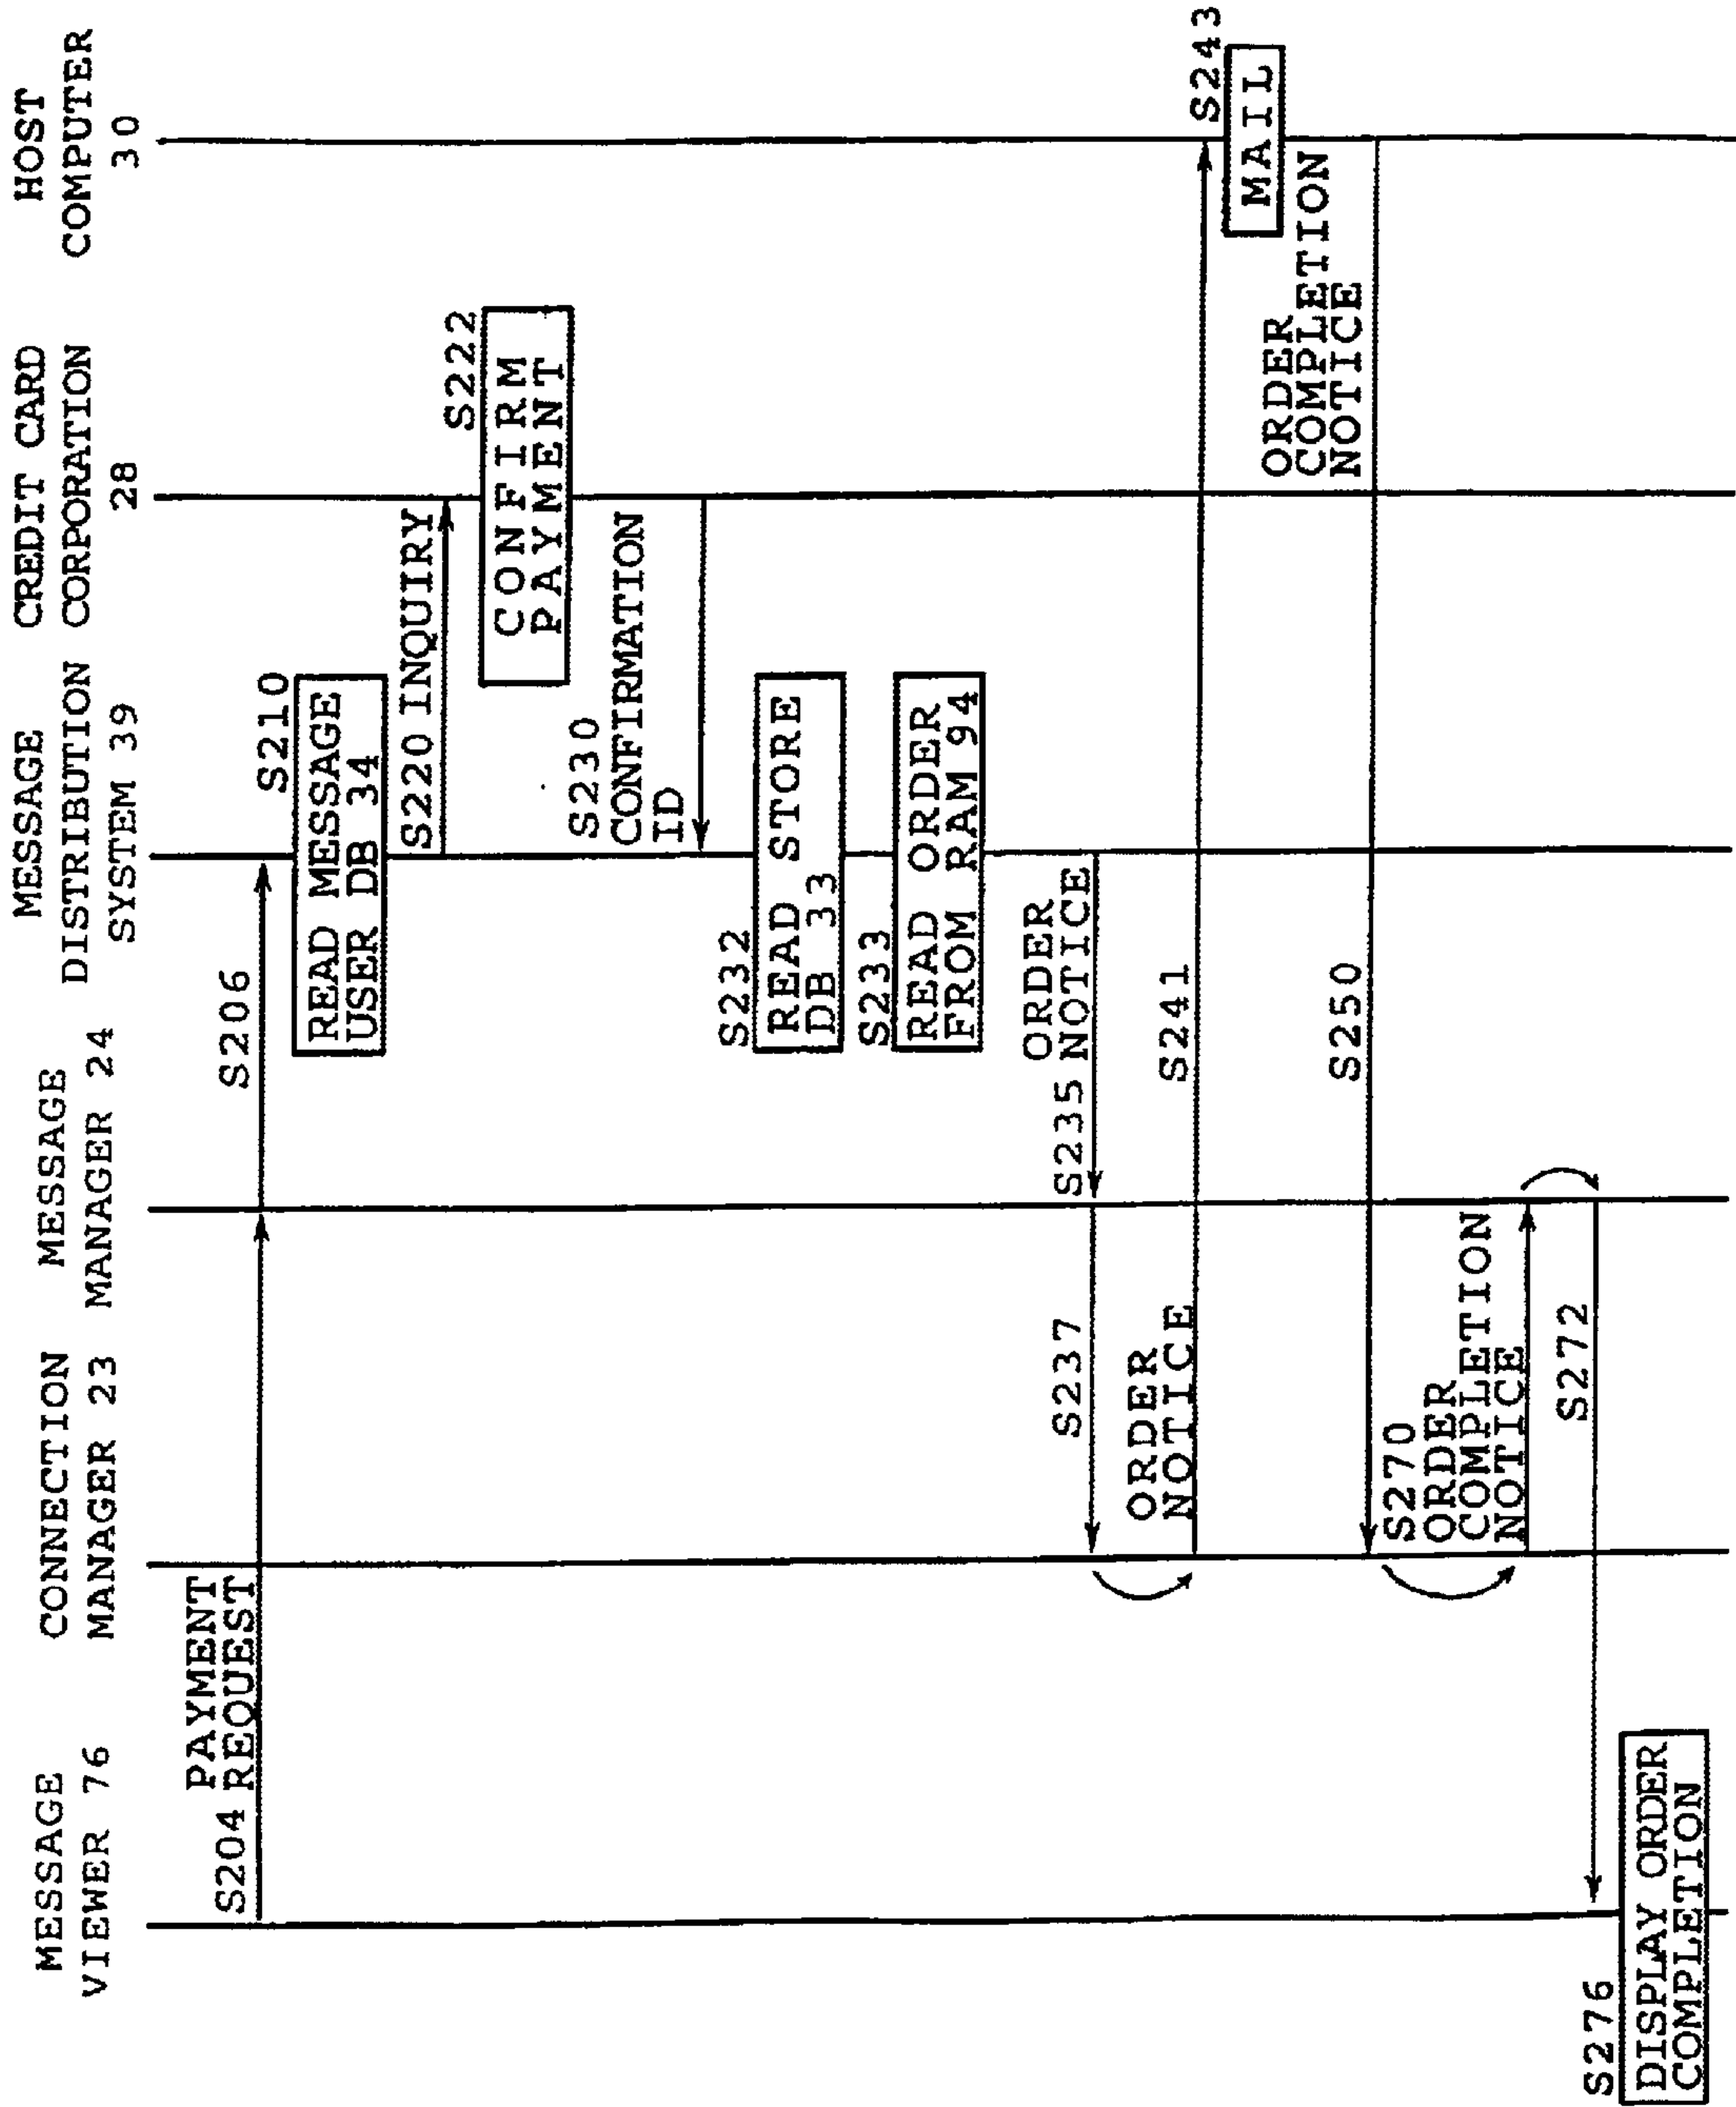 MESSAGE
VIEWER 76
CONNECTION
MANAGER 23
MESSAGE
MANAGER 24
MESSAGE
DISTRIBUTION
SYSTEM 39
CREDIT CARD
CORPORATION
28
HOST
COMPUTER
30
PAYMENT
S204 REQUEST
S206
S210
READ MESSAGE
USER DB 34
S220 INQUIRY
S222
CONFIRM
PAYMENT
S230
CONFIRMATION
ID
S232
READ STORE
DB 33
S233
READ ORDER
FROM RAM 94
ORDER
S235 NOTICE
S237
ORDER
NOTICE
S241
S243
MAIL
ORDER
COMPLETION
NOTICE
S250
S270
ORDER
COMPLETION
NOTICE
S272
S276
DISPLAY ORDER
COMPLETION